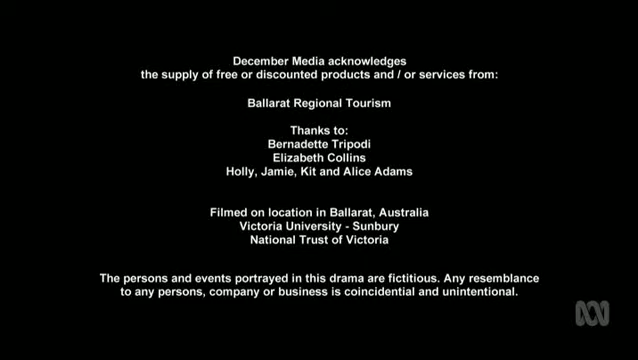 December Media acknowledges
the supply of free or discounted products and / or services from:
Ballarat Regional Tourism
Thanks to:
Bernadette Tripodi
Elizabeth Collins
Holly, Jamie, Kit and Alice Adams
Filmed on location in Ballarat, Australia
Victoria University - Sunbury
National Trust of Victoria
The persons and events portrayed in this drama are fictitious. Any resemblance
to any persons, company or business is coincidential and unintentional.